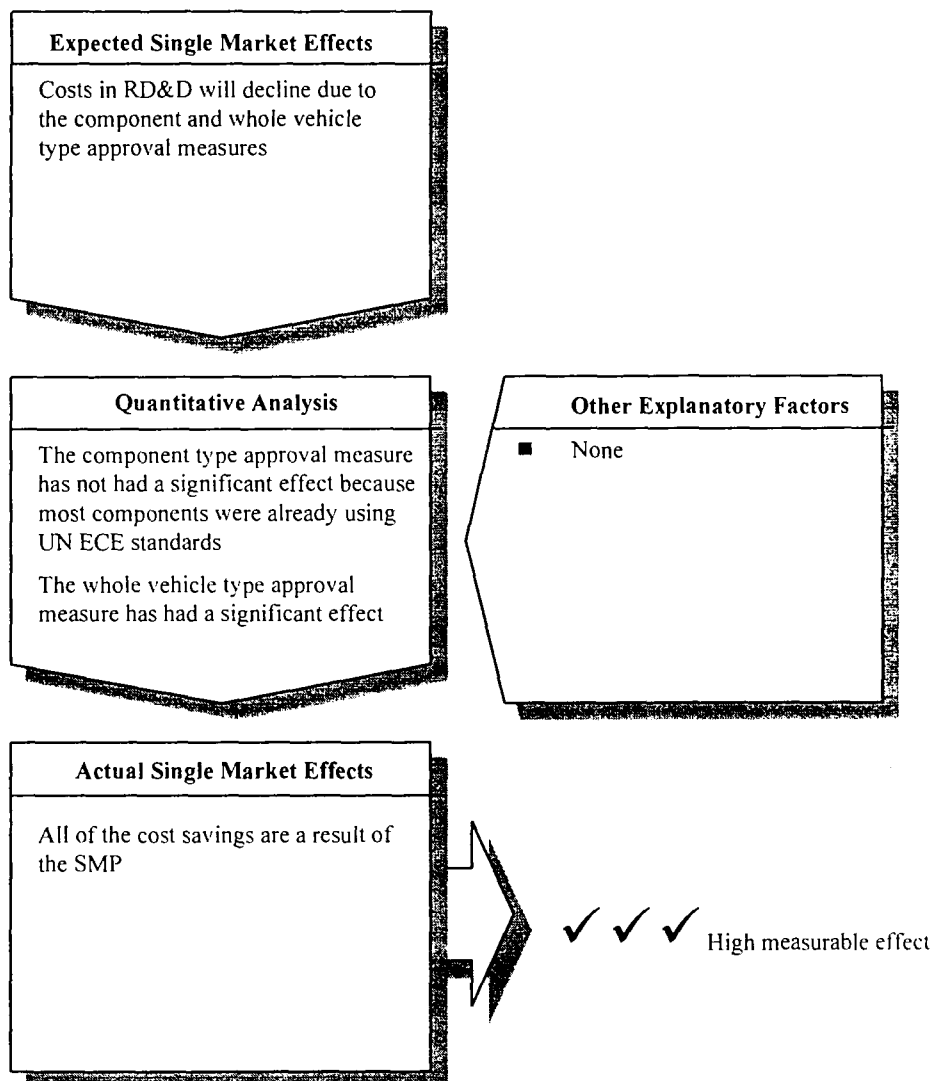 Expected Single Market Effects
Costs in RD&D will decline due to
the component and whole vehicle
type approval measures
Quantitative Analysis
The component type approval measure
has not had a significant effect because
most components were already using
UN ECE standards
The whole vehicle type approval
measure has had a significant effect
Other Explanatory Factors
■ None
Actual Single Market Effects
All of the cost savings are a result of
the SMP
High measurable effect